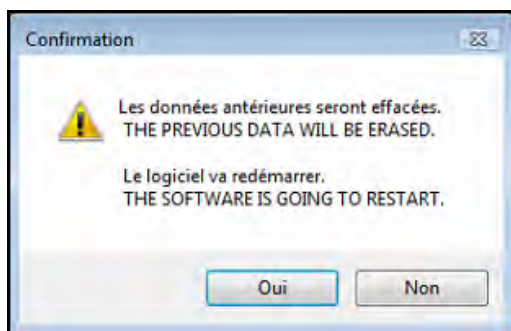 Confirmation
Les données antérieures seront effacées.
THE PREVIOUS DATA WILL BE ERASED.
Le logiciel va redémarrer.
THE SOFTWARE IS GOING TO RESTART.
Oui
Non